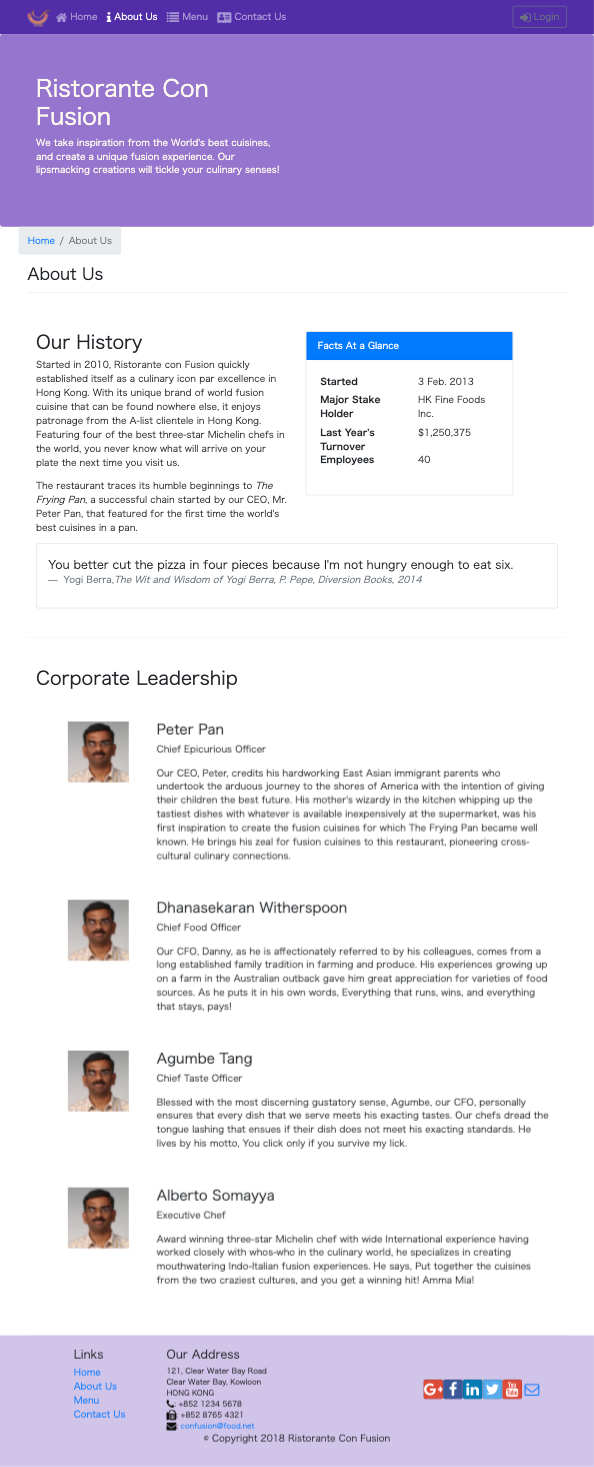 Home About Us Menu Contact Us Login
Ristorante Con
Fusion
We take inspiration from the World's best cuisines,
and create a unique fusion experience. Our
lipsmacking creations will tickle your culinary senses!
Home / About Us
About Us
Our History
Started in 2010, Ristorante con Fusion quickly
established itself as a culinary icon par excellence in
Hong Kong. With its unique brand of world fusion
cuisine that can be found nowhere else, it enjoys
patronage from the A-list clientele in Hong Kong.
Featuring four of the best three-star Michelin chefs in
the world, you never know what will arrive on your
plate the next time you visit us.
The restaurant traces its humble beginnings to The
Frying Pan, a successful chain started by our CEO, Mr.
Peter Pan, that featured for the first time the world's
best cuisines in a pan.
Facts At a Glance
Started 3 Feb. 2013
Major Stake HK Fine Foods
Holder Inc.
Last Year's $1,250,375
Turnover
Employees 40
You better cut the pizza in four pieces because I'm not hungry enough to eat six.
— Yogi Berra,The Wit and Wisdom of Yogi Berra, P. Pepe, Diversion Books, 2014
Corporate Leadership
Peter Pan
Chief Epicurious Officer
Our CEO, Peter, credits his hardworking East Asian immigrant parents who
undertook the arduous journey to the shores of America with the intention of giving
their children the best future. His mother's wizardy in the kitchen whipping up the
tastiest dishes with whatever is available inexpensively at the supermarket, was his
first inspiration to create the fusion cuisines for which The Frying Pan became well
known. He brings his zeal for fusion cuisines to this restaurant, pioneering cross-
cultural culinary connections.
Dhanasekaran Witherspoon
Chief Food Officer
Our CFO, Danny, as he is affectionately referred to by his colleagues, comes from a
long established family tradition in farming and produce. His experiences growing up
on a farm in the Australian outback gave him great appreciation for varieties of food
sources. As he puts it in his own words, Everything that runs, wins, and everything
that stays, pays!
Agumbe Tang
Chief Taste Officer
Blessed with the most discerning gustatory sense, Agumbe, our CFO, personally
ensures that every dish that we serve meets his exacting tastes. Our chefs dread the
tongue lashing that ensues if their dish does not meet his exacting standards. He
lives by his motto, You click only if you survive my lick.
Alberto Somayya
Executive Chef
Award winning three-star Michelin chef with wide International experience having
worked closely with whos-who in the culinary world, he specializes in creating
mouthwatering Indo-Italian fusion experiences. He says, Put together the cuisines
from the two craziest cultures, and you get a winning hit! Amma Mia!
Links
Home
About Us
Menu
Contact Us
Our Address
121, Clear Water Bay Road
Clear Water Bay, Kowloon
HONG KONG
: +852 1234 5678
: +852 8765 4321
: confusion@food.net
G+ f in You Tube
© Copyright 2018 Ristorante Con Fusion